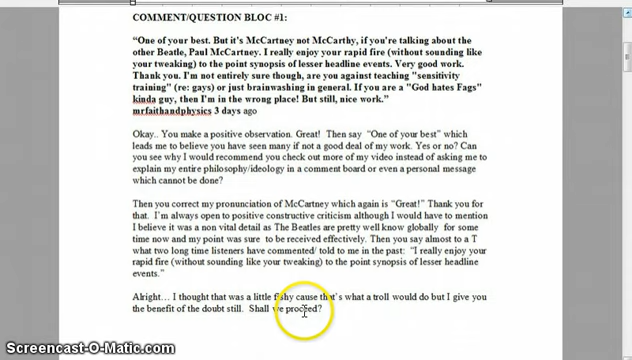 COMMENT/QUESTION BLOC #1:
“One of your best. But it's McCartney not McCarthy, if you're talking about the
other Beatle, Paul McCartney. I really enjoy your rapid fire (without sounding like
your tweaking) to the point synopsis of lesser headline events. Very good work.
Thank you. I'm not entirely sure though, are you against teaching "sensitivity
training" (re: gays) or just brainwashing in general. If you are a "God hates Fags"
kinda guy, then I'm in the wrong place! But still, nice work.”
mrfaithandphysics 3 days ago
Okay.. You make a positive observation. Great! Then say “One of your best” which
leads me to believe you have seen many if not a good deal of my work. Yes or no? Can
you see why I would recommend you check out more of my video instead of asking me to
explain my entire philosophy/ideology in a comment board or even a personal message
which cannot be done?
Then you correct my pronunciation of McCartney which again is “Great!” Thank you for
that. I’m always open to positive constructive criticism although I would have to mention
I believe it was a non vital detail as The Beatles are pretty well know globally for some
time now and my point was sure to be received effectively. Then you say almost to a T
what two long time listeners have commented/ told to me in the past: “I really enjoy your
rapid fire (without sounding like your tweaking) to the point synopsis of lesser headline
events.”
Alright… I thought that was a little fishy cause that’s what a troll would do but I give you
the benefit of the doubt still. Shall we proceed?
Screencast-O-Matic.com